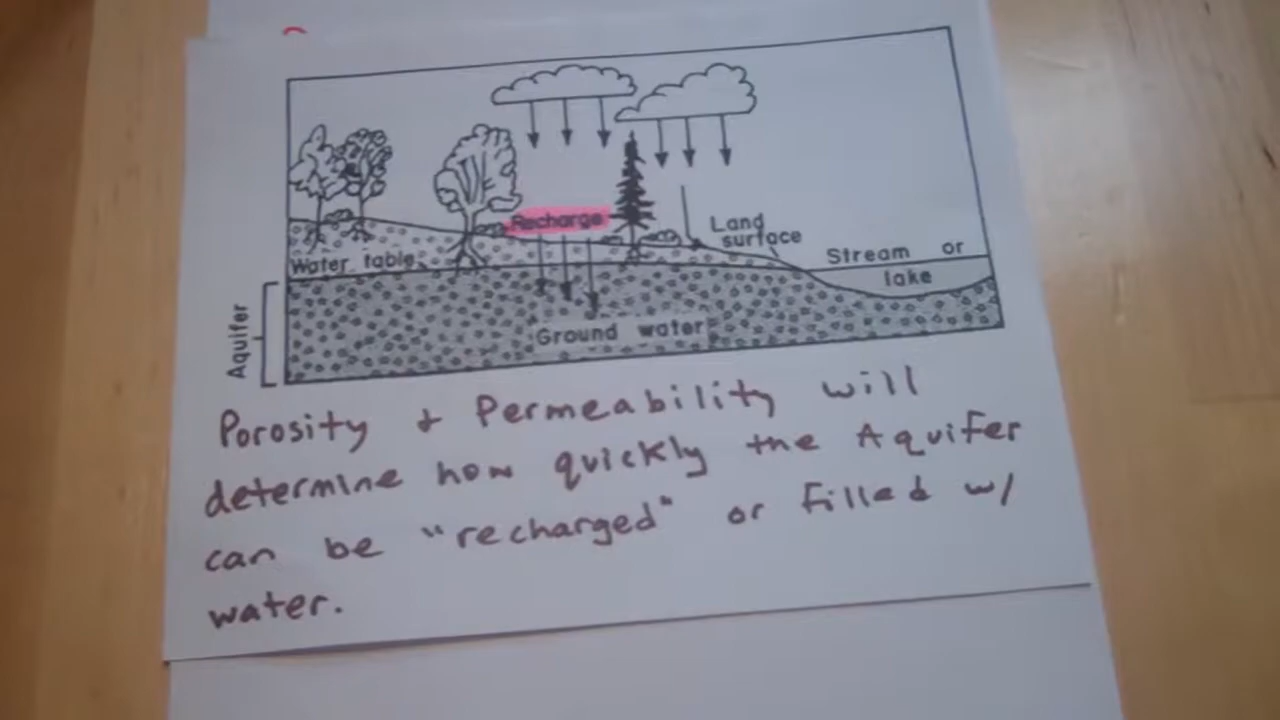 Recharge
Land
surface
Stream or
lake
Water table
Aquifer
Ground water
Porosity + Permeability will
determine how quickly the Aquifer
can be "recharged" or filled w/
water.